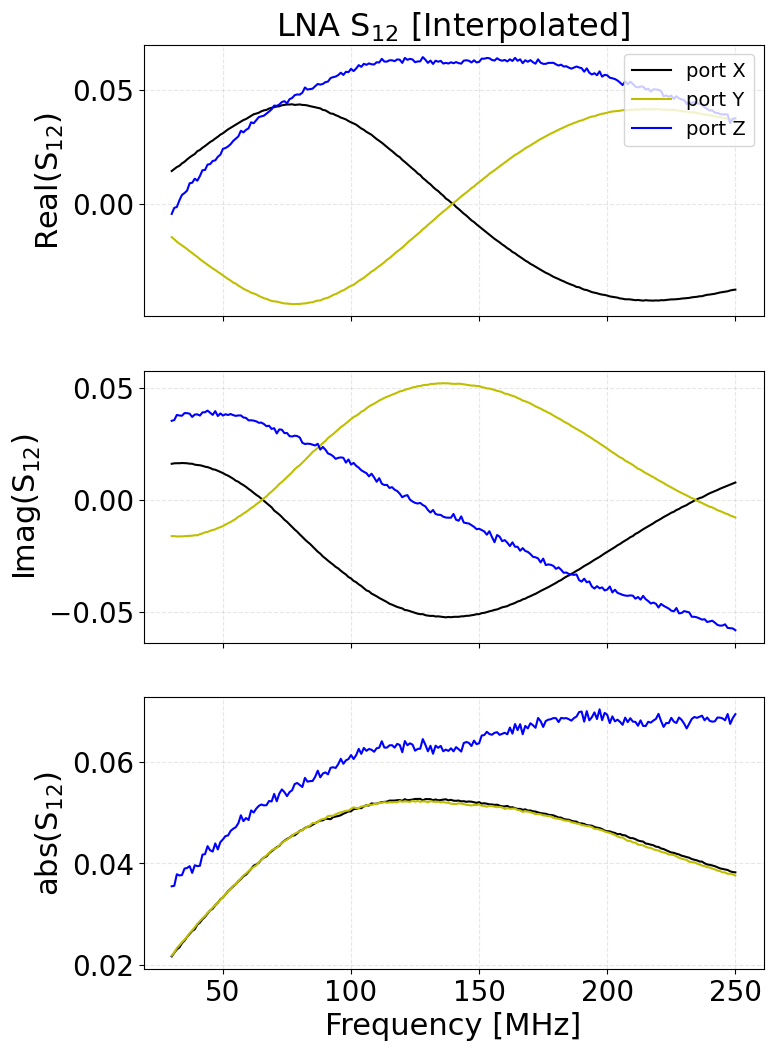 LNA S₁₂ [Interpolated]
Real(S₁₂)
0.05
0.00
port X
port Y
port Z
Imag(S₁₂)
0.05
0.00
−0.05
abs(S₁₂)
0.06
0.04
0.02
50 100 150 200 250
Frequency [MHz]